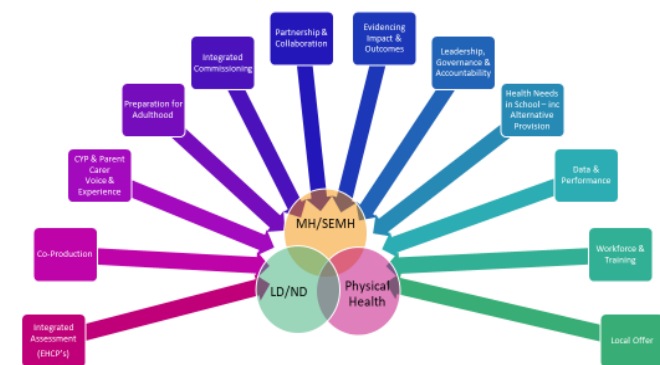 Integrated
Assessment
(EHCP's)
Co-Production
CYP & Parent
Carer
Voice &
Experience
Preparation for
Adulthood
Integrated
Commissioning
Partnership &
Collaboration
Evidencing
Impact &
Outcomes
Leadership,
Governance &
Accountability
Health Needs
in School – inc
Alternative
Provision
Data &
Performance
Workforce &
Training
Local Offer
MH/SEMH
LD/ND
Physical
Health